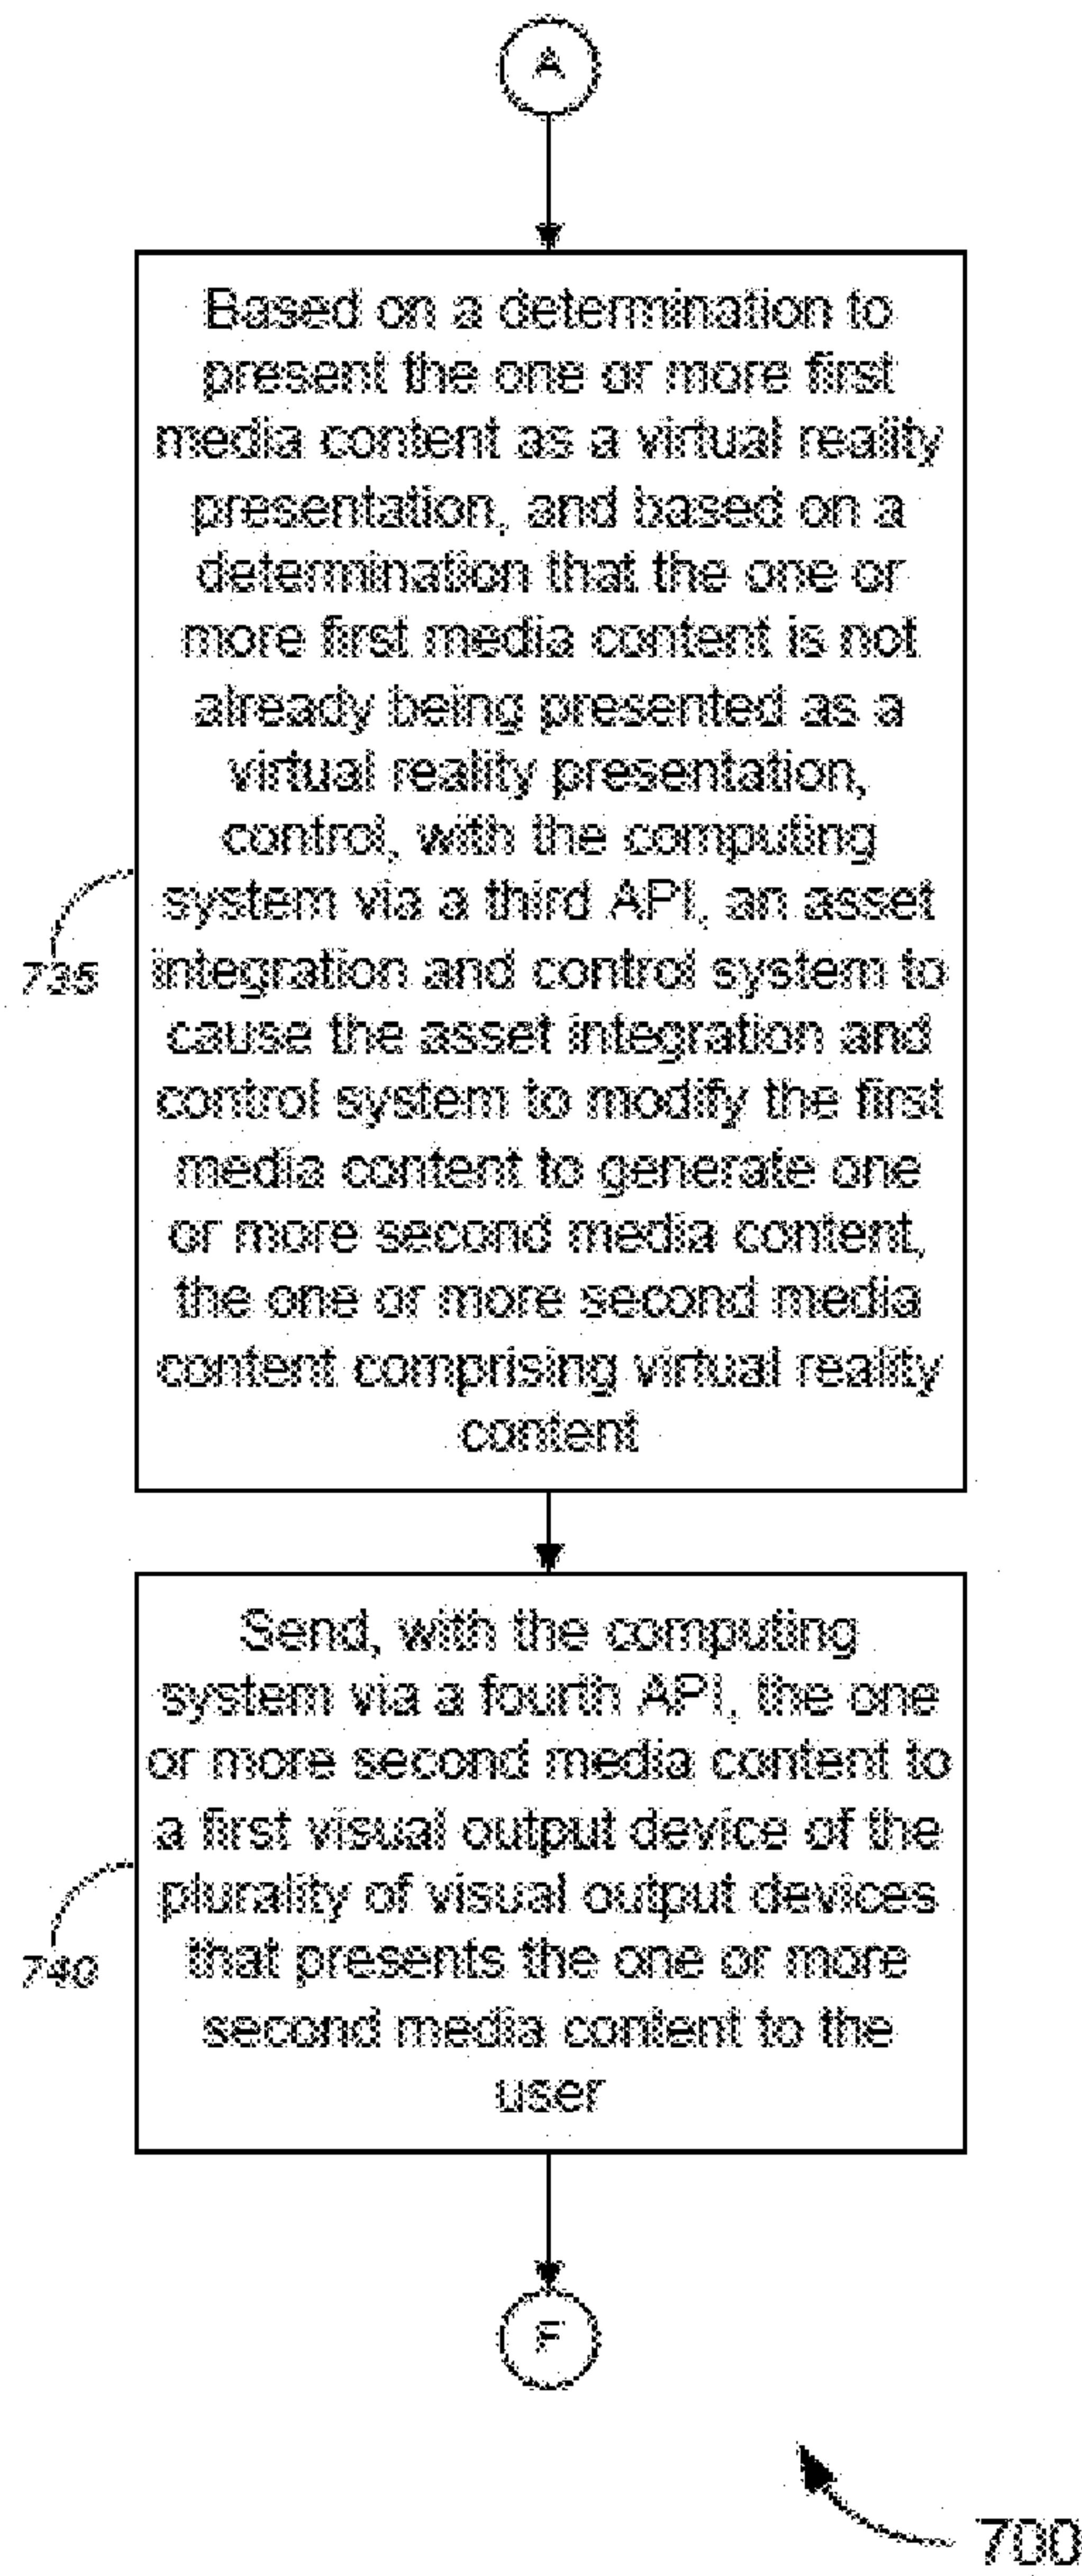 A
Based on a determination to
present the one or more first
media content as a virtual reality
presentation, and based on a
determination that the one or
more first media content is not
already being presented as a
virtual reality presentation,
control, with the computing
system via a third API, an asset
integration and control system to
cause the asset integration and
control system to modify the first
media content to generate one
or more second media content,
the one or more second media
content comprising virtual reality
content
735
Send, with the computing
system via a fourth API, the one
or more second media content to
a first visual output device of the
plurality of visual output devices
that presents the one or more
second media content to the
user
740
F
700